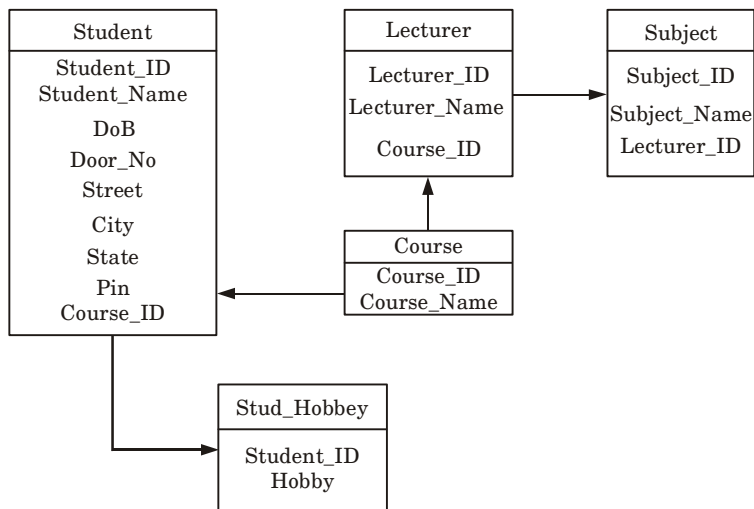 Student
Student_ID
Student_Name
DoB
Door_No
Street
City
State
Pin
Course_ID
Lecturer
Lecturer_ID
Lecturer_Name
Course_ID
Subject
Subject_ID
Subject_Name
Lecturer_ID
Course
Course_ID
Course_Name
Stud_Hobbey
Student_ID
Hobby